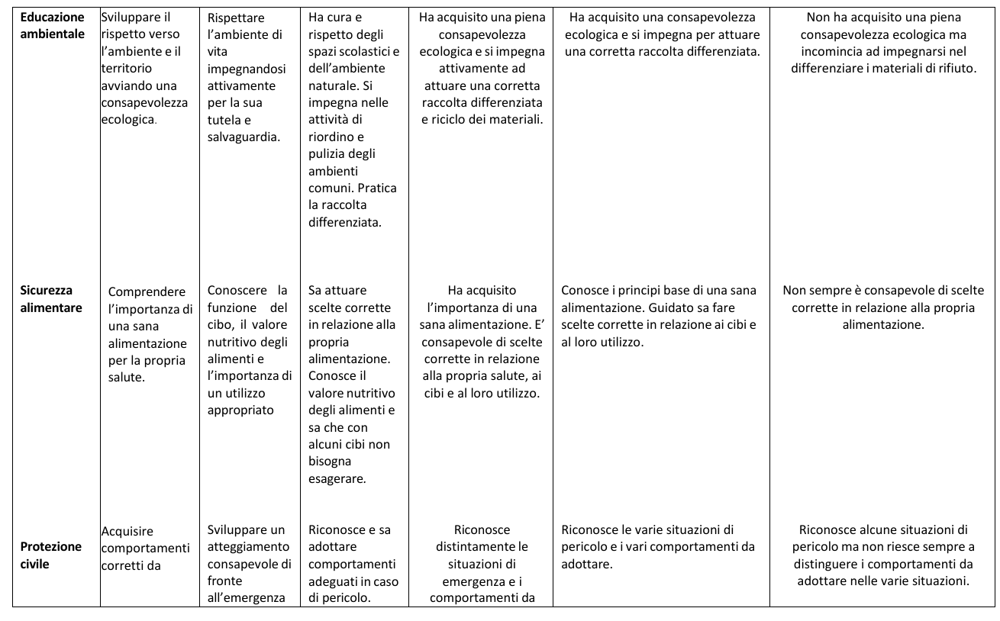 Educazione
ambientale
Sviluppare il
rispetto verso
l’ambiente e il
territorio
avviando una
consapevolezza
ecologica.
Rispettare
l’ambiente di
vita
impegnandosi
attivamente
per la sua
tutela e
salvaguardia.
Ha cura e
rispetto degli
spazi scolastici e
dell’ambiente
naturale. Si
impegna nelle
attività di
riordino e
pulizia degli
ambienti
comuni. Pratica
la raccolta
differenziata.
Ha acquisito una piena
consapevolezza
ecologica e si impegna
attivamente ad
attuare una corretta
raccolta differenziata
e riciclo dei materiali.
Ha acquisito una consapevolezza
ecologica e si impegna per attuare
una corretta raccolta differenziata.
Non ha acquisito una piena
consapevolezza ecologica ma
incomincia ad impegnarsi nel
differenziare i materiali di rifiuto.
Sicurezza
alimentare
Comprendere
l’importanza di
una sana
alimentazione
per la propria
salute.
Conoscere la
funzione del
cibo, il valore
nutritivo degli
alimenti e
l’importanza di
un utilizzo
appropriato
Sa attuare
scelte corrette
in relazione alla
propria
alimentazione.
Conosce il
valore nutritivo
degli alimenti e
sa che con
alcuni cibi non
bisogna
esagerare.
Ha acquisito
l’importanza di una
sana alimentazione. E’
consapevole di scelte
corrette in relazione
alla propria salute, ai
cibi e al loro utilizzo.
Conosce i principi base di una sana
alimentazione. Guidato sa fare
scelte corrette in relazione ai cibi e
al loro utilizzo.
Non sempre è consapevole di scelte
corrette in relazione alla propria
alimentazione.
Protezione
civile
Acquisire
comportamenti
corretti da
Sviluppare un
atteggiamento
consapevole di
fronte
all’emergenza
Riconosce e sa
adottare
comportamenti
adeguati in caso
di pericolo.
Riconosce
distintamente le
situazioni di
emergenza e i
comportamenti da
Riconosce le varie situazioni di
pericolo e i vari comportamenti da
adottare.
Riconosce alcune situazioni di
pericolo ma non riesce sempre a
distinguere i comportamenti da
adottare nelle varie situazioni.